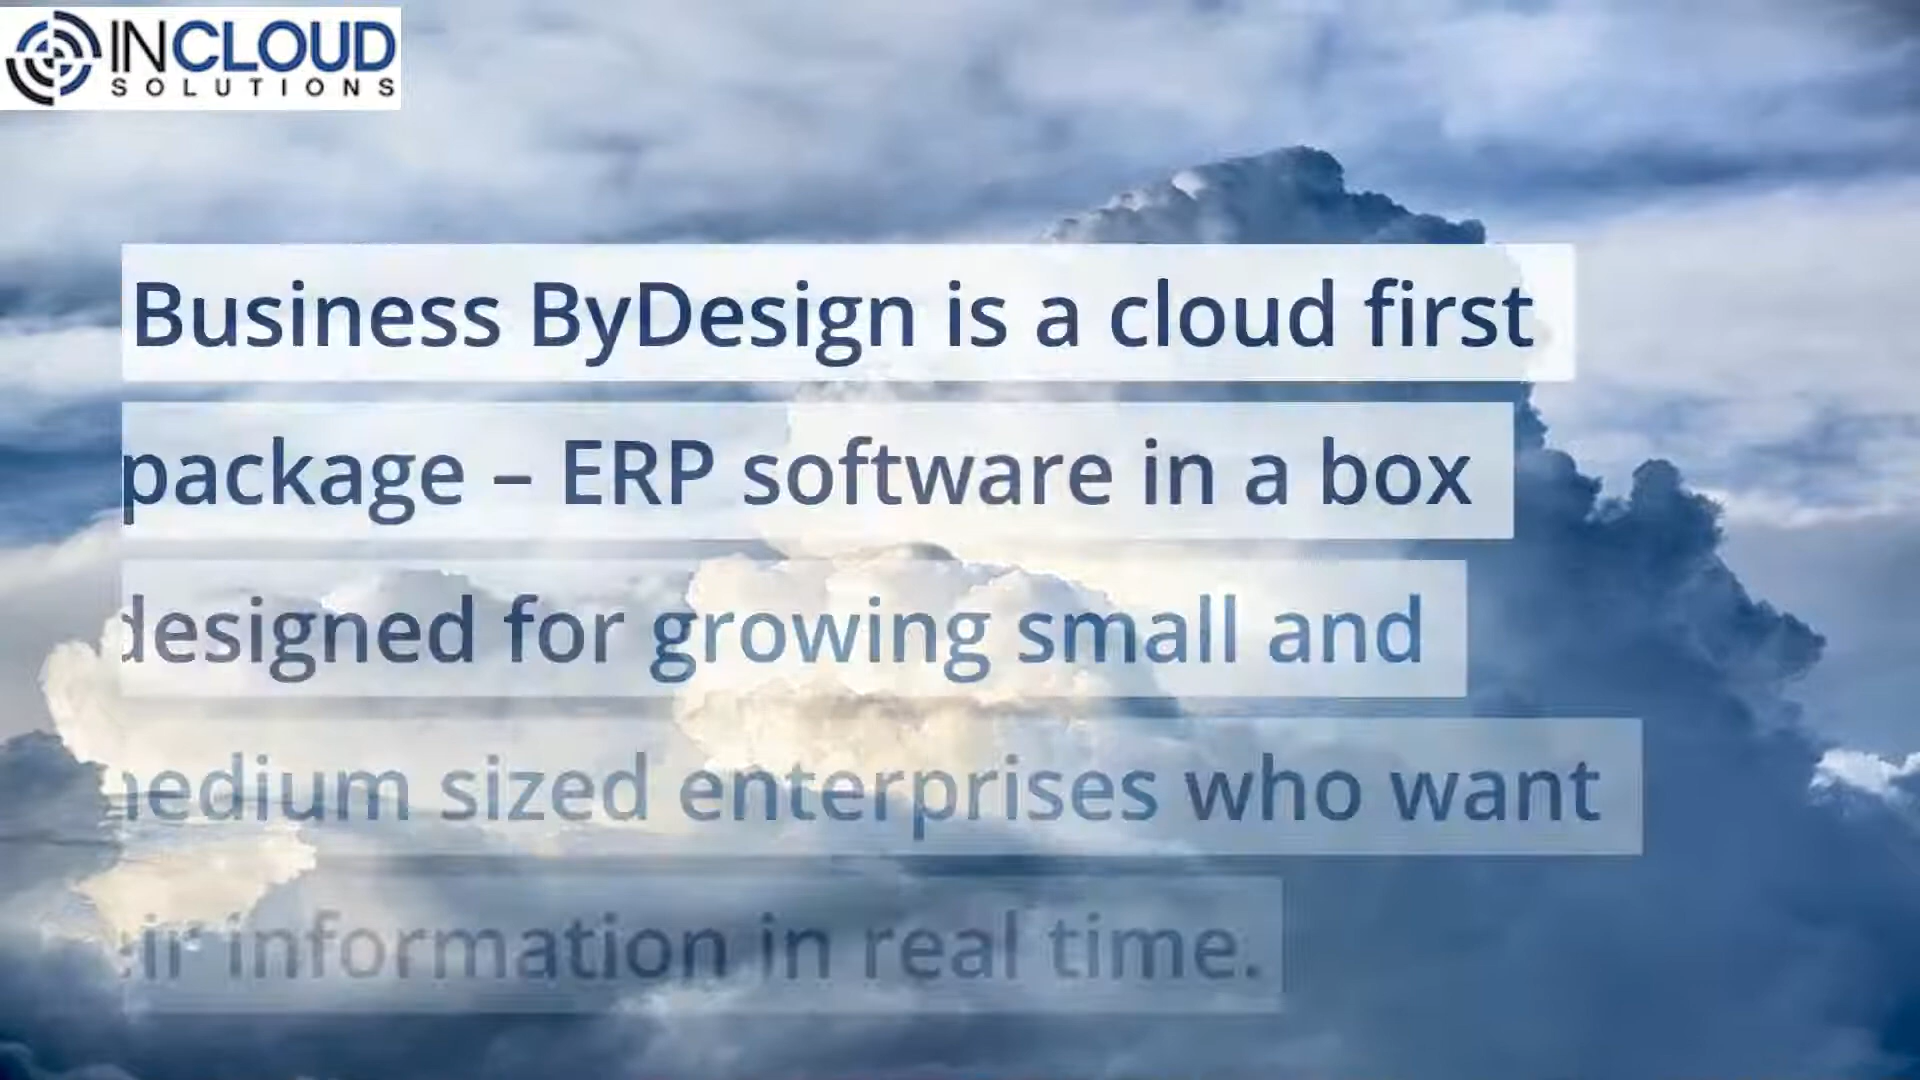 INCLOUD
SOLUTIONS
Business ByDesign is a cloud first
package – ERP software in a box
designed for growing small and
medium sized enterprises who want
information in real time.